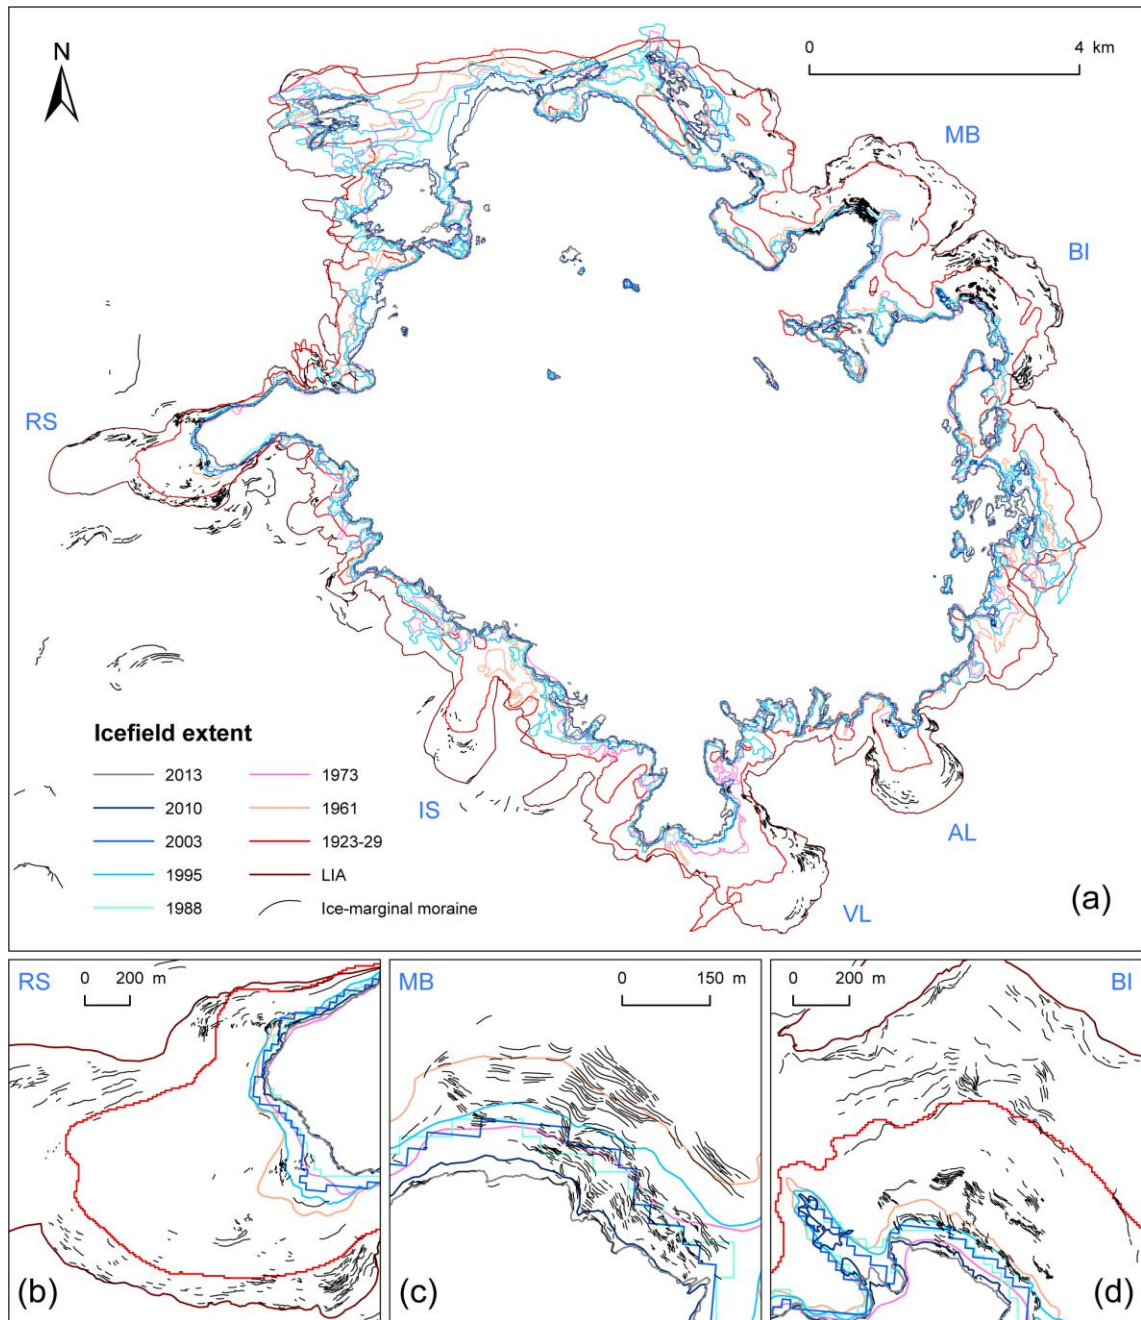 N
0 4 km
MB
BI
RS
Icefield extent
2013 1973
2010 1961
2003 1923-29
1995 LIA
1988 Ice-marginal moraine
IS
AL
VL
(a)
RS
0 200 m
(b)
MB
0 150 m
(c)
0 200 m
BI
(d)